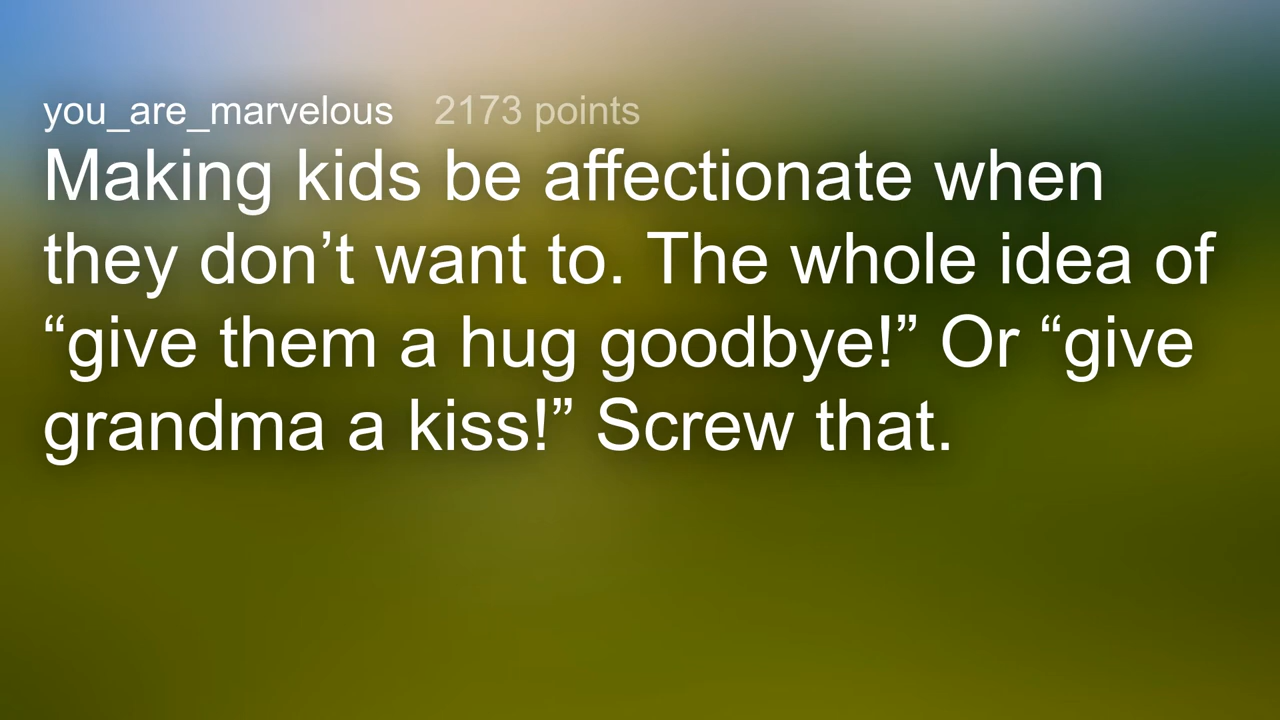 you_are_marvelous 2173 points
Making kids be affectionate when
they don’t want to. The whole idea of
“give them a hug goodbye!” Or “give
grandma a kiss!” Screw that.